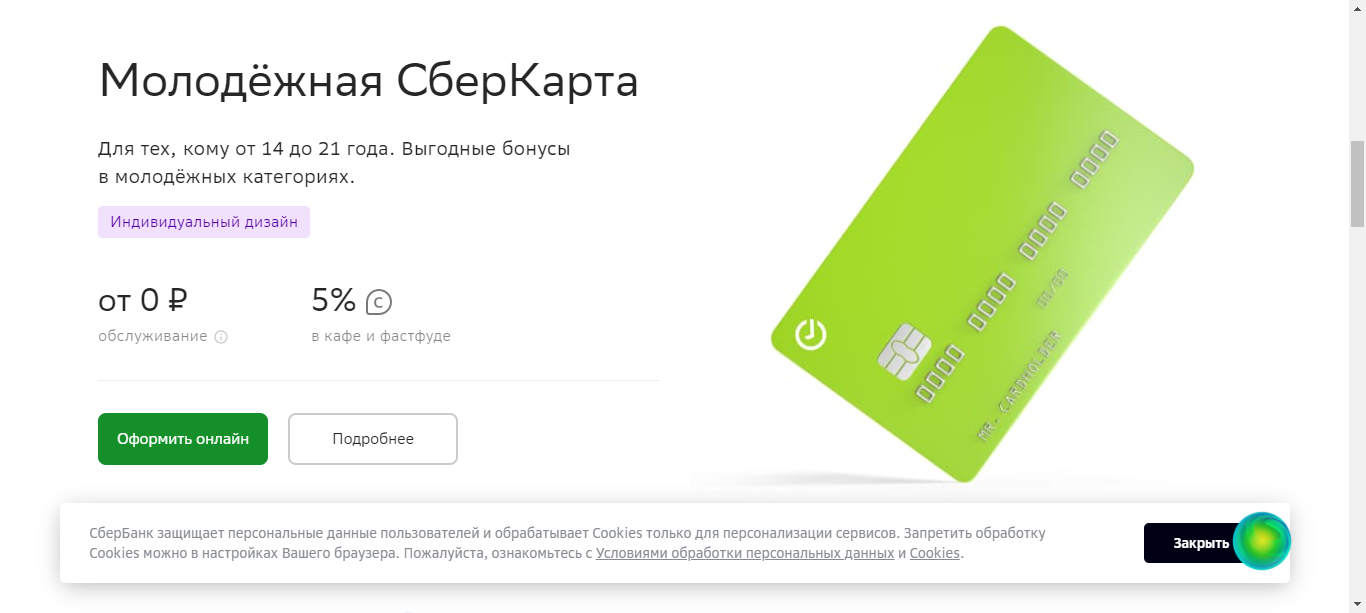 Молодёжная СберКарта
Для тех, кому от 14 до 21 года. Выгодные бонусы
в молодёжных категориях.
Индивидуальный дизайн
от 0 ₽
5% C
обслуживание
в кафе и фастфуде
Оформить онлайн
Подробнее
0000 0000 0000 0000
00/00
MR. CARDHOLDER
СберБанк защищает персональные данные пользователей и обрабатывает Cookies только для персонализации сервисов. Запретить обработку
Cookies можно в настройках Вашего браузера. Пожалуйста, ознакомьтесь с Условиями обработки персональных данных и Cookies.
Закрыть